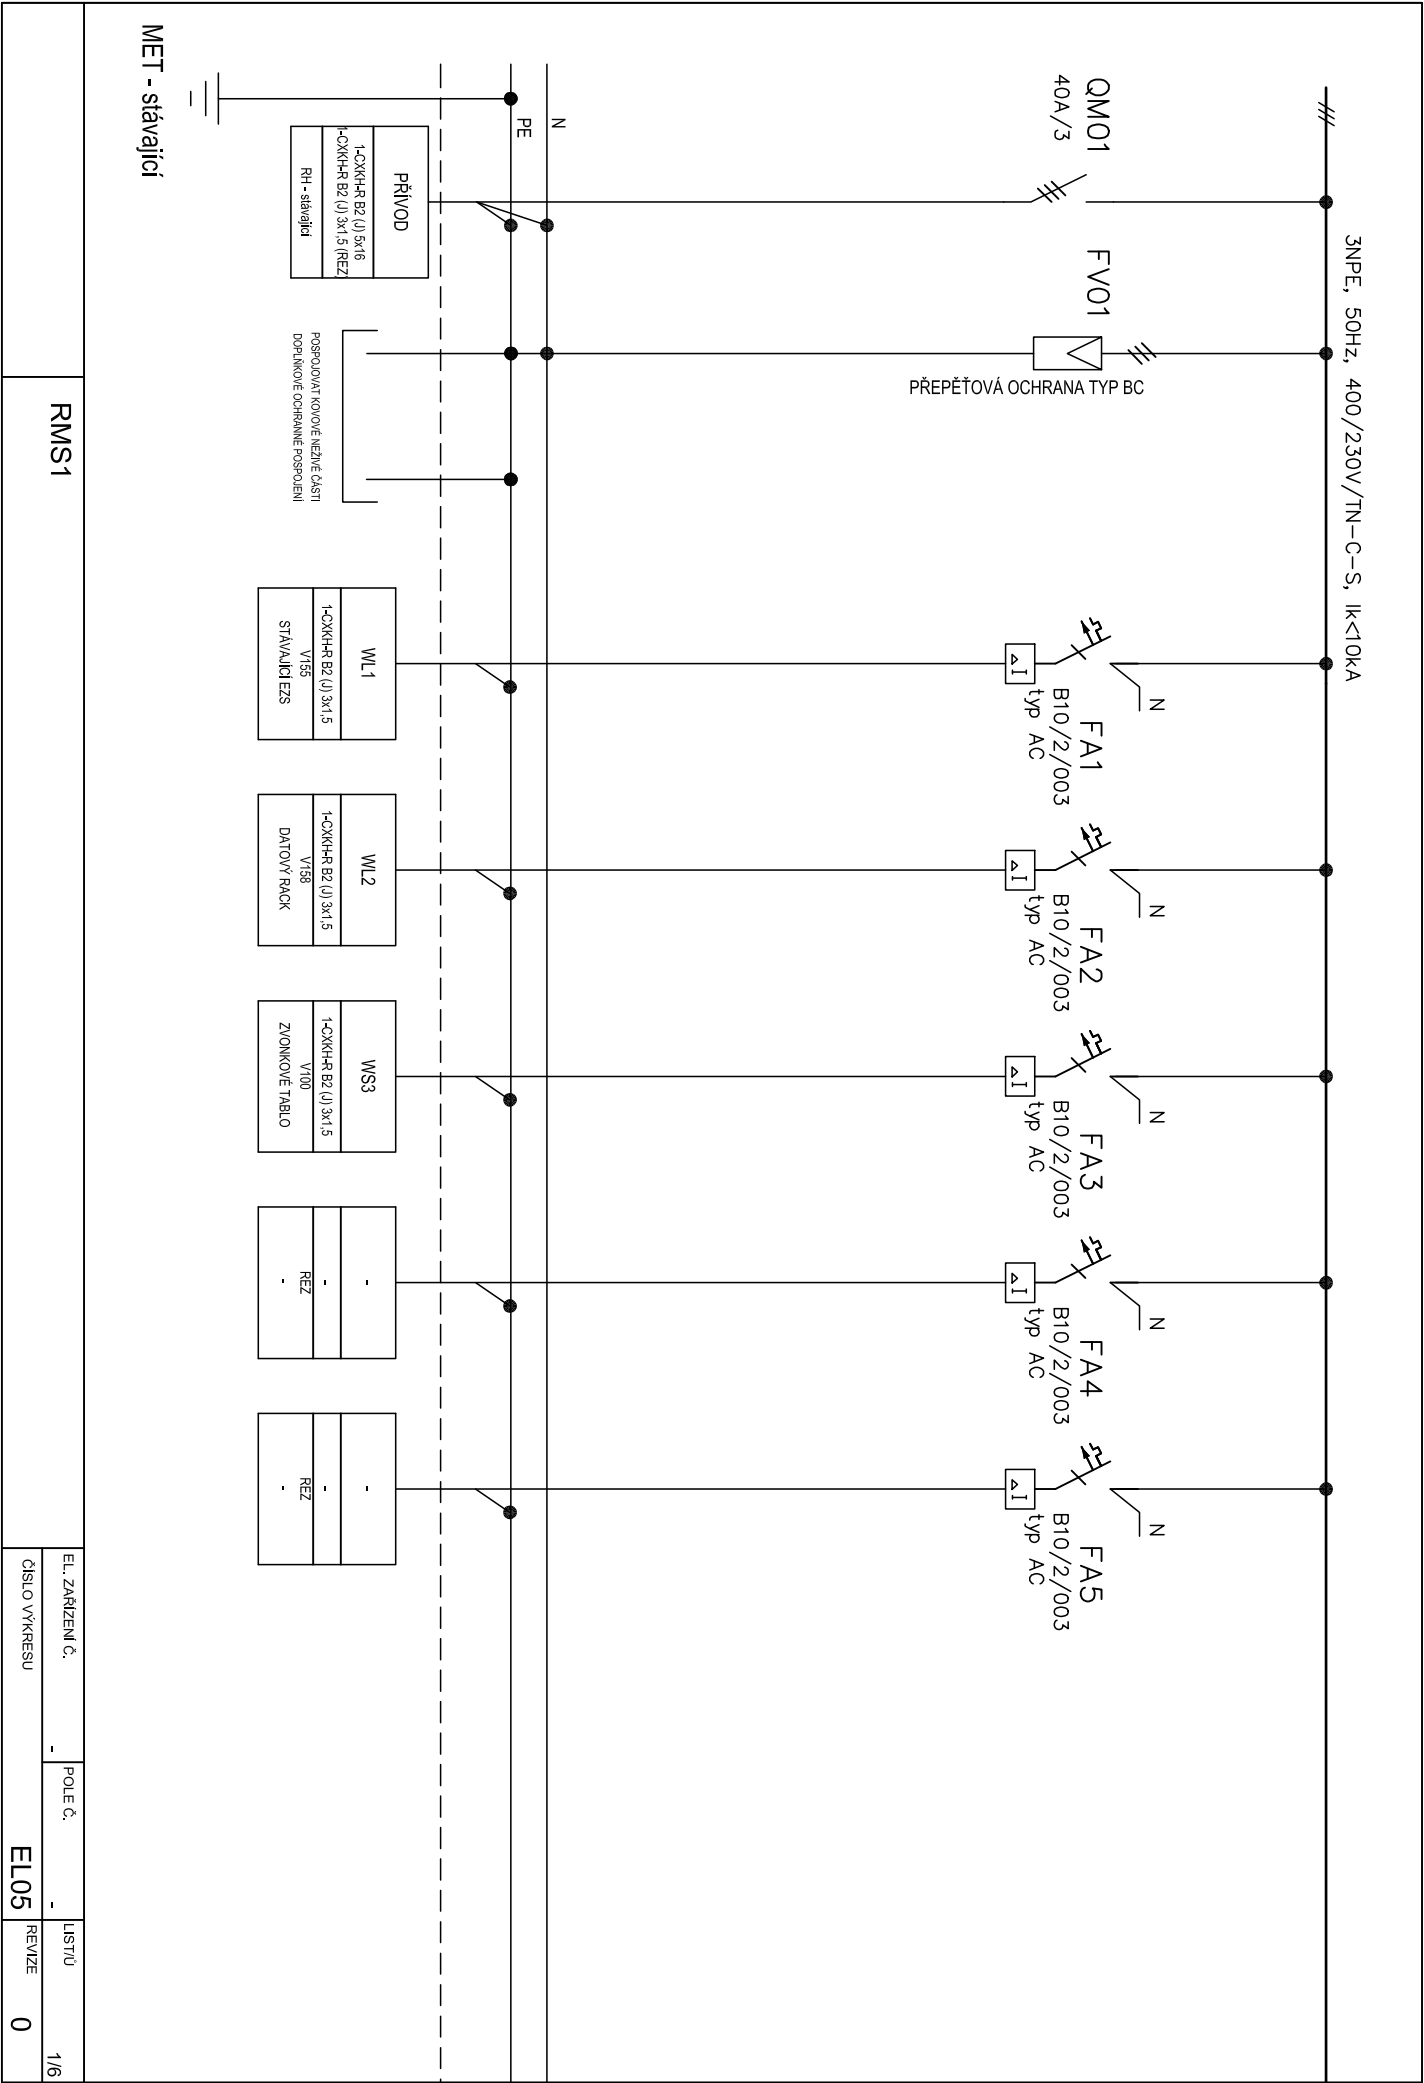 3NPE, 50Hz, 400/230V/TN-C-S, Ik<10kA
QM01
40A/3
FV01
PŘEPĚŤOVÁ OCHRANA TYP BC
N
FA1
B10/2/003
typ AC
N
FA2
B10/2/003
typ AC
N
FA3
B10/2/003
typ AC
N
FA4
B10/2/003
typ AC
N
FA5
B10/2/003
typ AC
N
PE
PŘÍVOD
1-CXKH-R B2 (J) 5x16
1-CXKH-R B2 (J) 3x1,5 (REZ)
RH - stávající
POSPOJOVAT KOVOVÉ NEŽIVÉ ČÁSTI
DOPLŇKOVÉ OCHRANNÉ POSPOJENÍ
WL1
1-CXKH-R B2 (J) 3x1,5
V155
STÁVAJÍCÍ EZS
WL2
1-CXKH-R B2 (J) 3x1,5
V158
DATOVÝ RACK
WS3
1-CXKH-R B2 (J) 3x1,5
V100
ZVONKOVÉ TABLO
-
-
REZ
-
-
-
REZ
-
MET - stávající
RMS1
EL. ZAŘÍZENÍ Č.
-
POLE Č.
-
LIST/Ů
1/6
ČÍSLO VÝKRESU
EL05
REVIZE
0